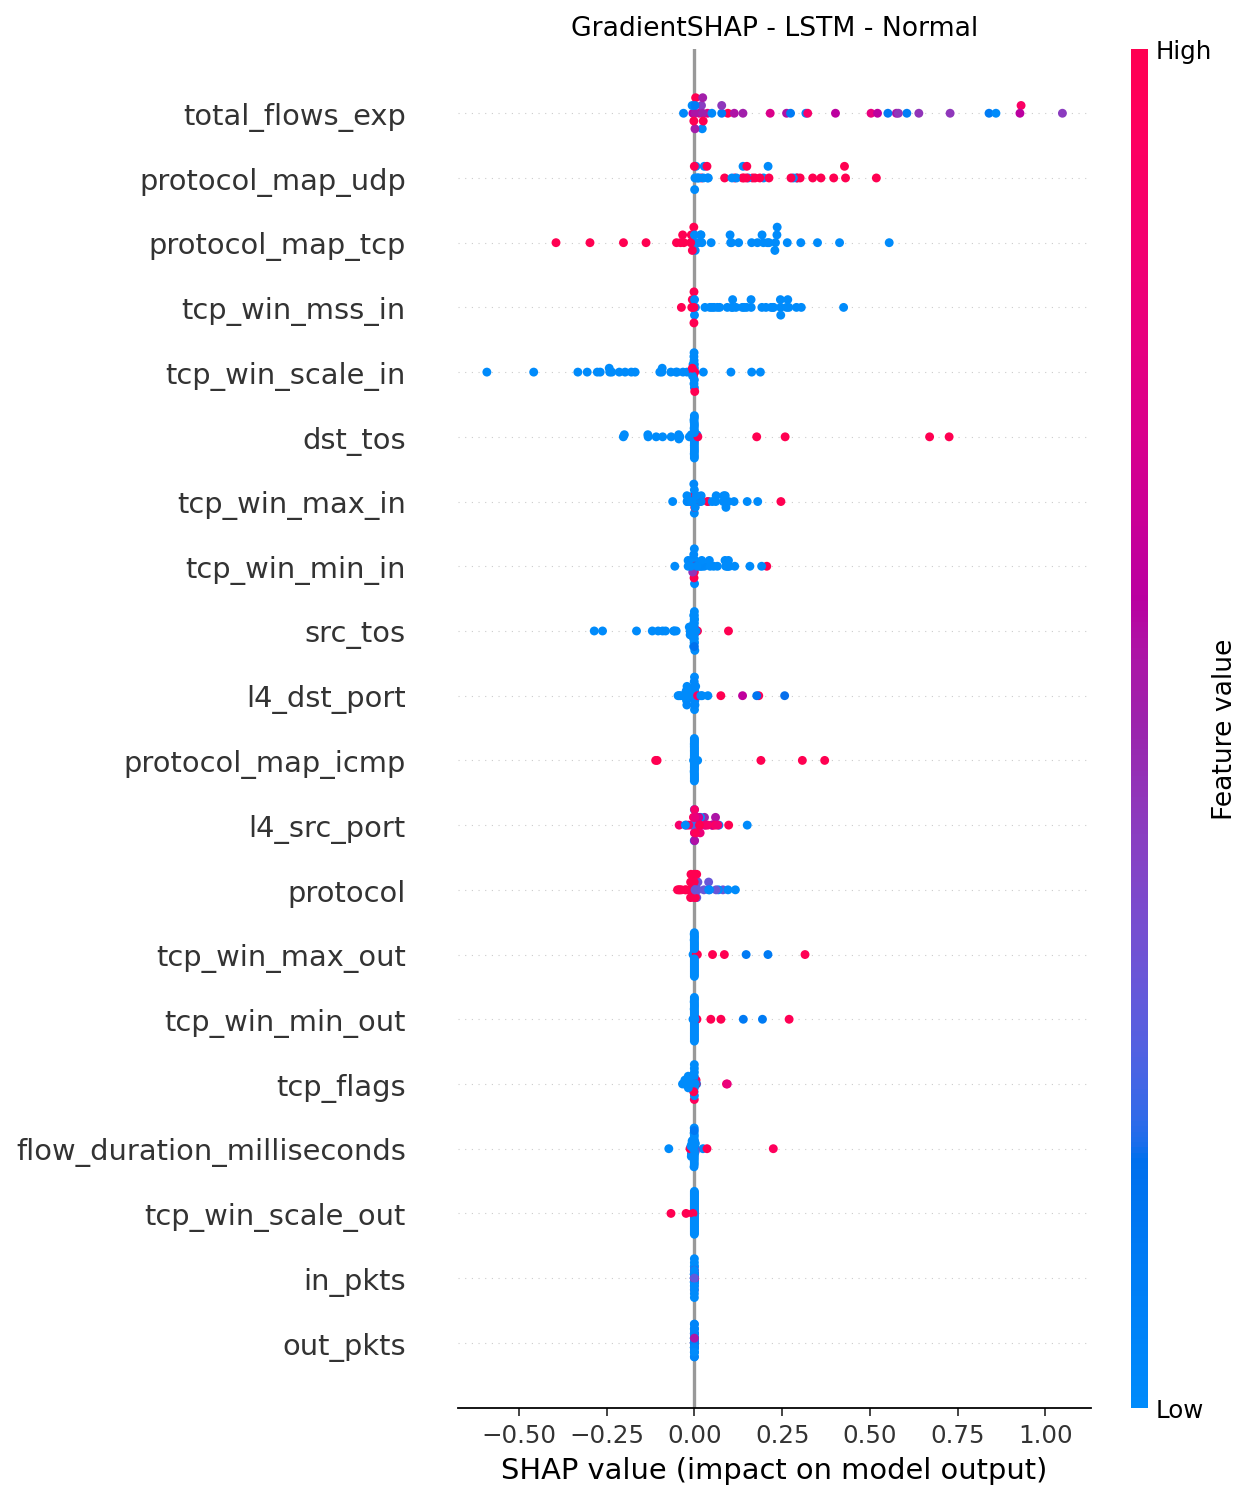 GradientSHAP - LSTM - Normal
High
total_flows_exp
protocol_map_udp
protocol_map_tcp
tcp_win_mss_in
tcp_win_scale_in
dst_tos
tcp_win_max_in
tcp_win_min_in
src_tos
l4_dst_port
protocol_map_icmp
l4_src_port
protocol
tcp_win_max_out
tcp_win_min_out
tcp_flags
flow_duration_milliseconds
tcp_win_scale_out
in_pkts
out_pkts
Feature value
Low
−0.50 −0.25 0.00 0.25 0.50 0.75 1.00
SHAP value (impact on model output)